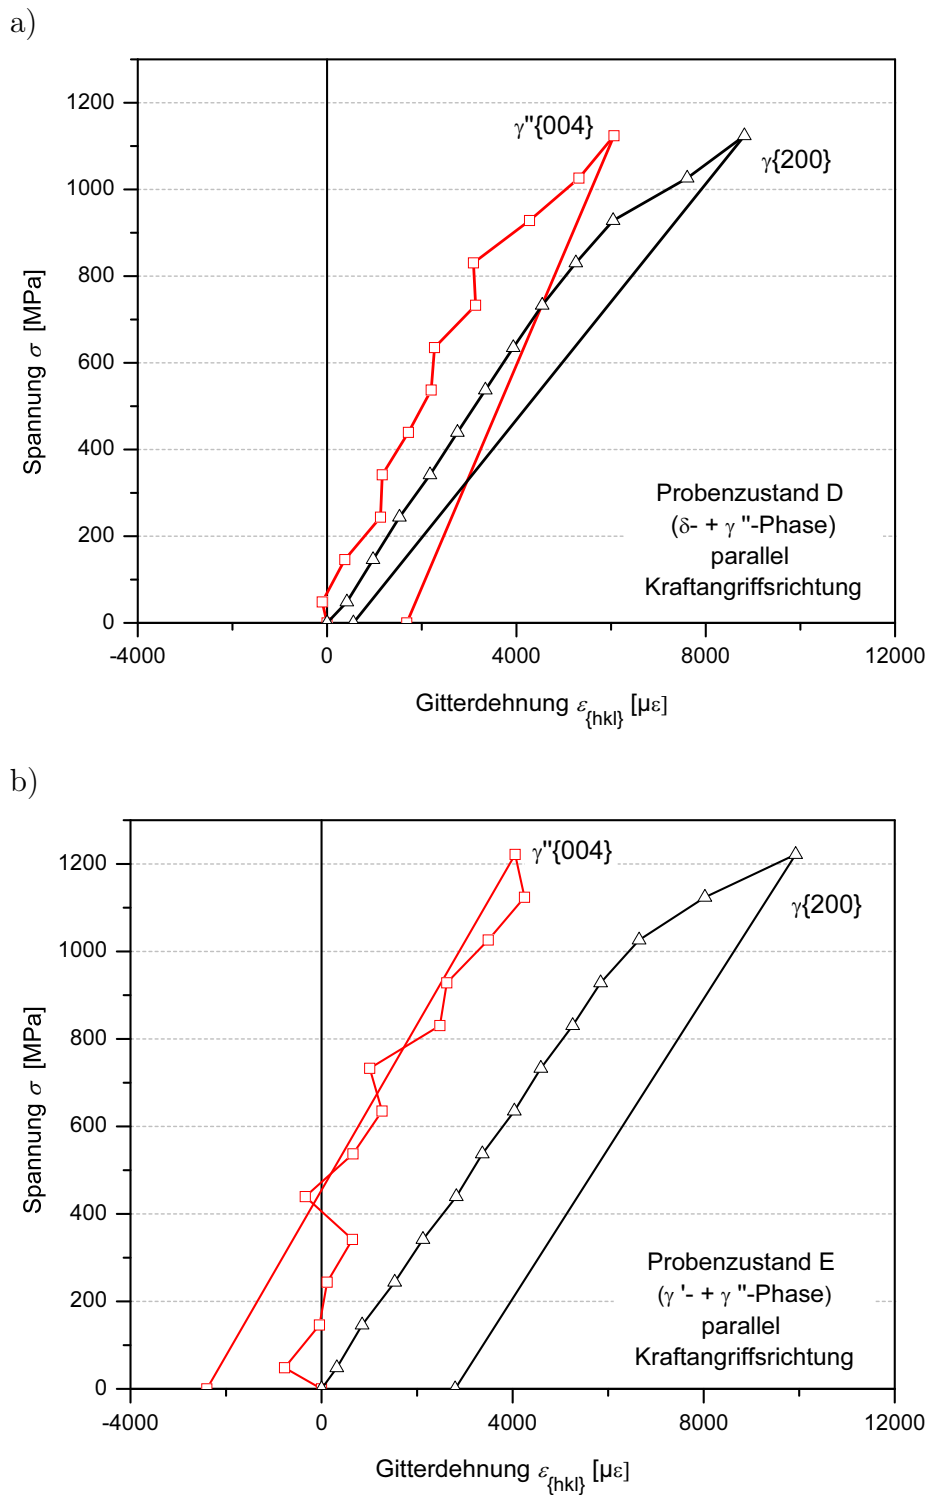 a)
1200
1000
800
600
400
200
0
-4000
0
4000
8000
12000
Spannung σ [MPa]
Gitterdehnung ε{hkl} [µε]
γ''{004}
γ{200}
Probenzustand D
(δ- + γ ''-Phase)
parallel
Kraftangriffsrichtung
b)
1200
1000
800
600
400
200
0
-4000
0
4000
8000
12000
Spannung σ [MPa]
Gitterdehnung ε{hkl} [µε]
γ''{004}
γ{200}
Probenzustand E
(γ '- + γ ''-Phase)
parallel
Kraftangriffsrichtung